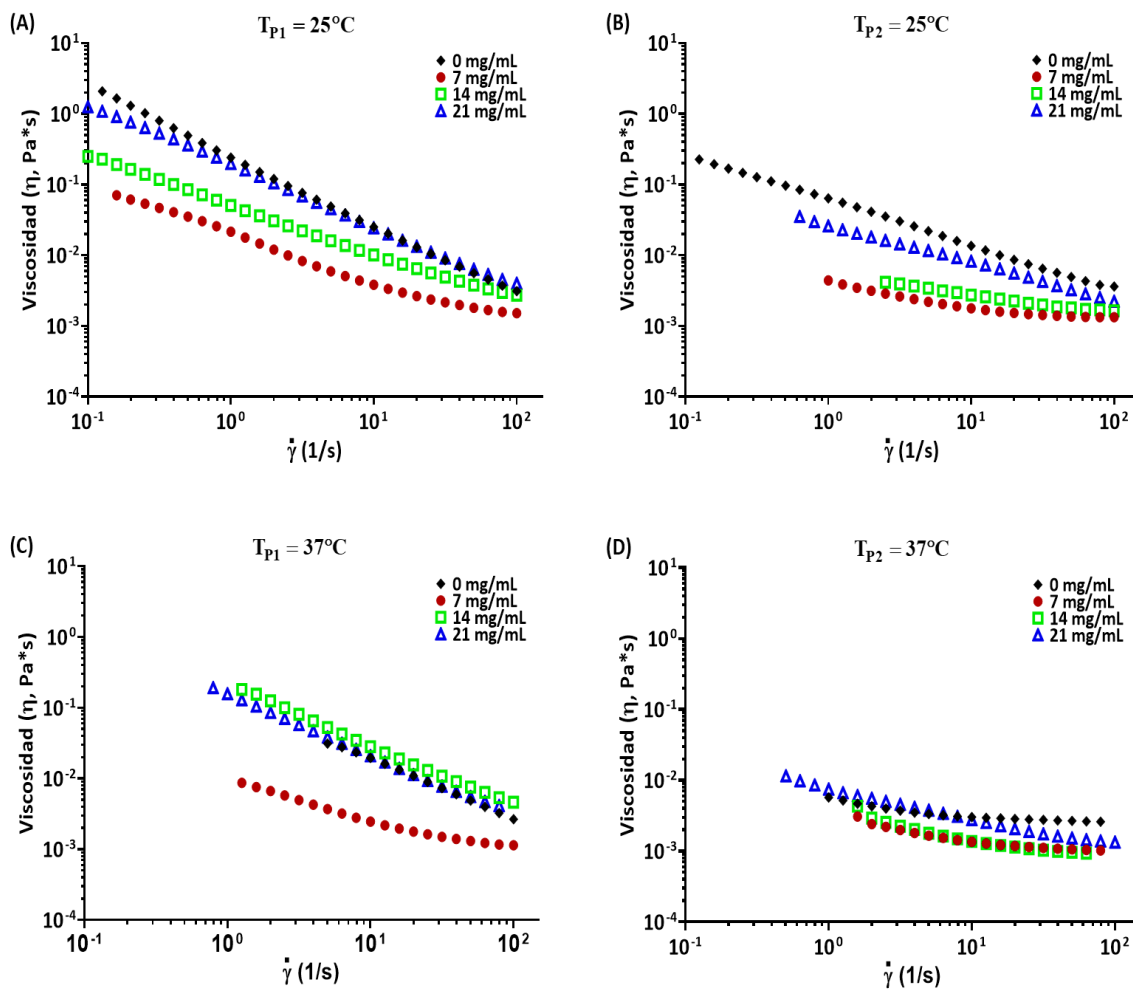 (A)
T_P1 = 25°C
10^1
10^0
10^-1
10^-2
10^-3
10^-4
Viscosidad (η, Pa*s)
0 mg/mL
7 mg/mL
14 mg/mL
21 mg/mL
10^-1 10^0 10^1 10^2
γ̇ (1/s)
(B)
T_P2 = 25°C
10^1
10^0
10^-1
10^-2
10^-3
10^-4
Viscosidad (η, Pa*s)
0 mg/mL
7 mg/mL
14 mg/mL
21 mg/mL
10^-1 10^0 10^1 10^2
γ̇ (1/s)
(C)
T_P1 = 37°C
10^1
10^0
10^-1
10^-2
10^-3
10^-4
Viscosidad (η, Pa*s)
0 mg/mL
7 mg/mL
14 mg/mL
21 mg/mL
10^-1 10^0 10^1 10^2
γ̇ (1/s)
(D)
T_P2 = 37°C
10^1
10^0
10^-1
10^-2
10^-3
10^-4
Viscosidad (η, Pa*s)
0 mg/mL
7 mg/mL
14 mg/mL
21 mg/mL
10^-1 10^0 10^1 10^2
γ̇ (1/s)